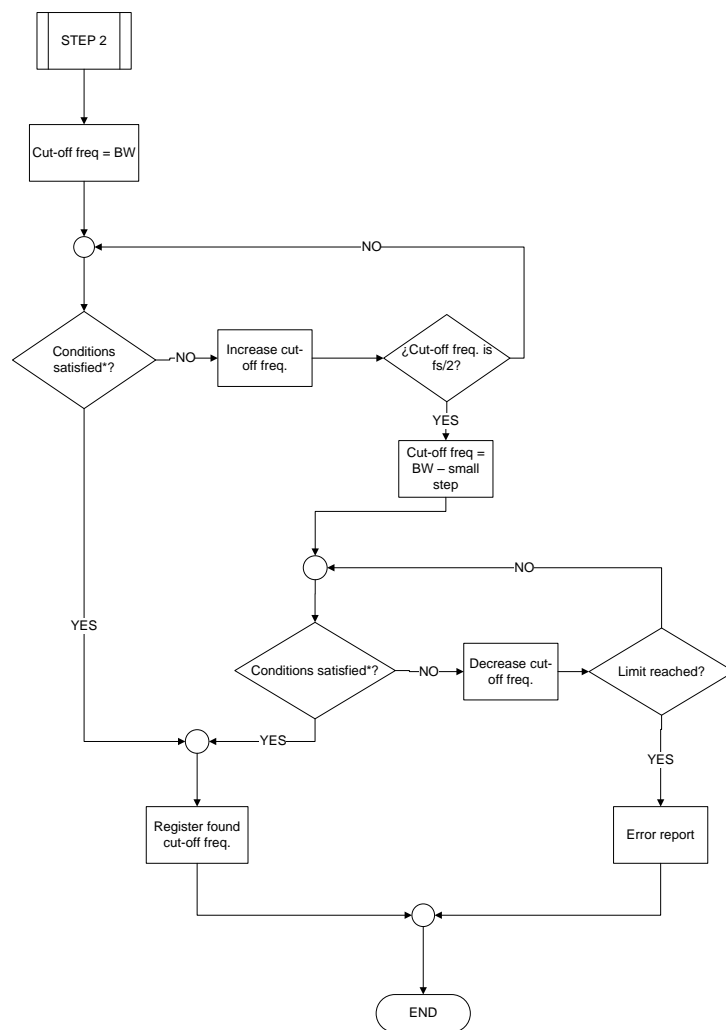 STEP 2
Cut-off freq = BW
NO
Conditions
satisfied*?
NO
Increase cut-
off freq.
¿Cut-off freq. is
fs/2?
YES
Cut-off freq =
BW – small
step
NO
YES
Conditions satisfied*?
NO
Decrease cut-
off freq.
Limit reached?
YES
YES
Register found
cut-off freq.
Error report
END